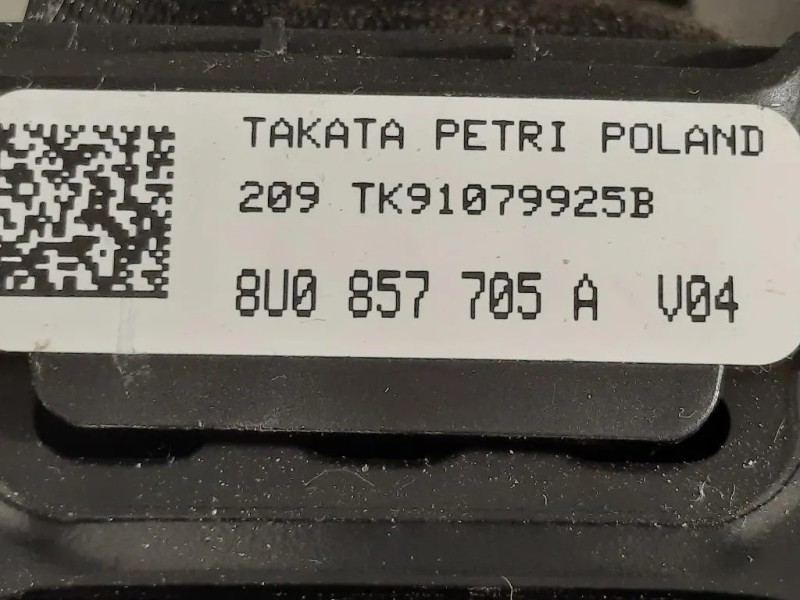 TAKATA PETRI POLAND
209 TK91079925B
8U0 857 705 A V04